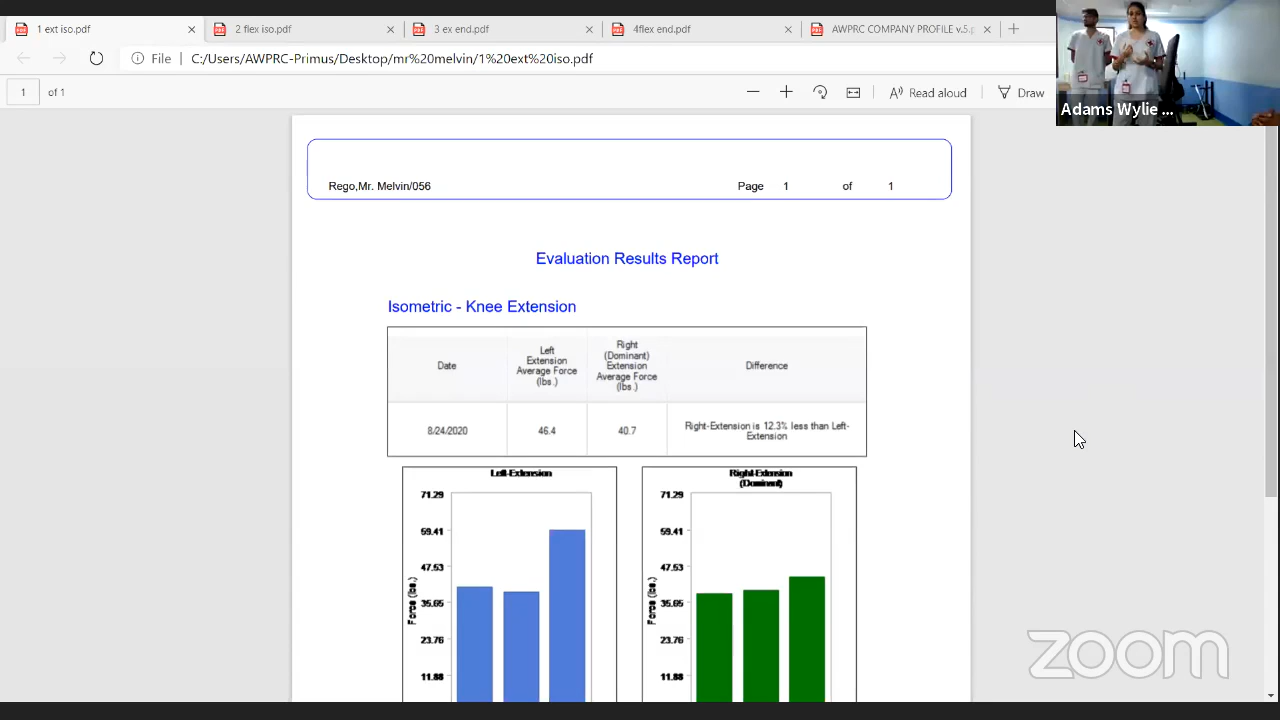 1 ext iso.pdf
2 flex iso.pdf
3 ex end.pdf
4flex end.pdf
AWPRC COMPANY PROFILE v.5.p
File
C:/Users/AWPRC-Primus/Desktop/mr%20melvin/1%20ext%20iso.pdf
1 of 1
Read aloud
Draw
Adams Wylie ...
Rego,Mr. Melvin/056
Page 1 of 1
Evaluation Results Report
Isometric - Knee Extension
Date
Left
Extension
Average Force
(lbs.)
Right
(Dominant)
Extension
Average Force
(lbs.)
Difference
8/24/2020
46.4
40.7
Right-Extension is 12.3% less than Left-
Extension
Left-Extension
71.29
59.41
47.53
35.65
23.76
11.88
Force (lbs.)
Right-Extension
(Dominant)
71.29
59.41
47.53
35.65
23.76
11.88
Force (lbs.)
zoom